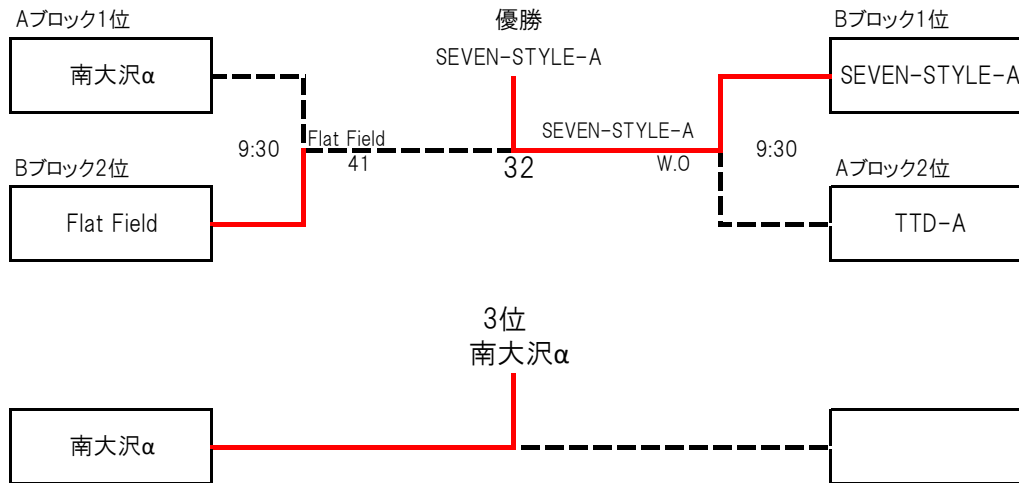 Aブロック1位
優勝
Bブロック1位
南大沢α
SEVEN-STYLE-A
SEVEN-STYLE-A
9:30
Flat Field
SEVEN-STYLE-A
9:30
41
32
W.O
Bブロック2位
Aブロック2位
Flat Field
TTD-A
3位
南大沢α
南大沢α